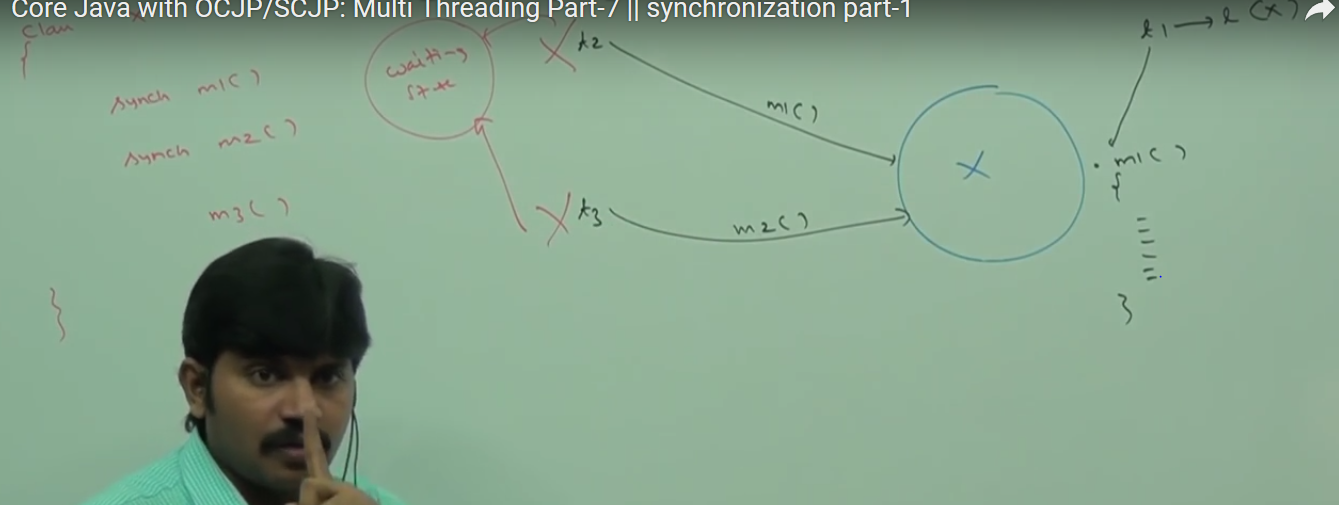 Core Java with OCJP/SCJP: Multi Threading Part-7 || synchronization part-1
Class
{
synch m1()
synch m2()
m3()
}
waiting
state
t2
m1()
t3
m2()
X
t1 → l(X)
m1()
{
}